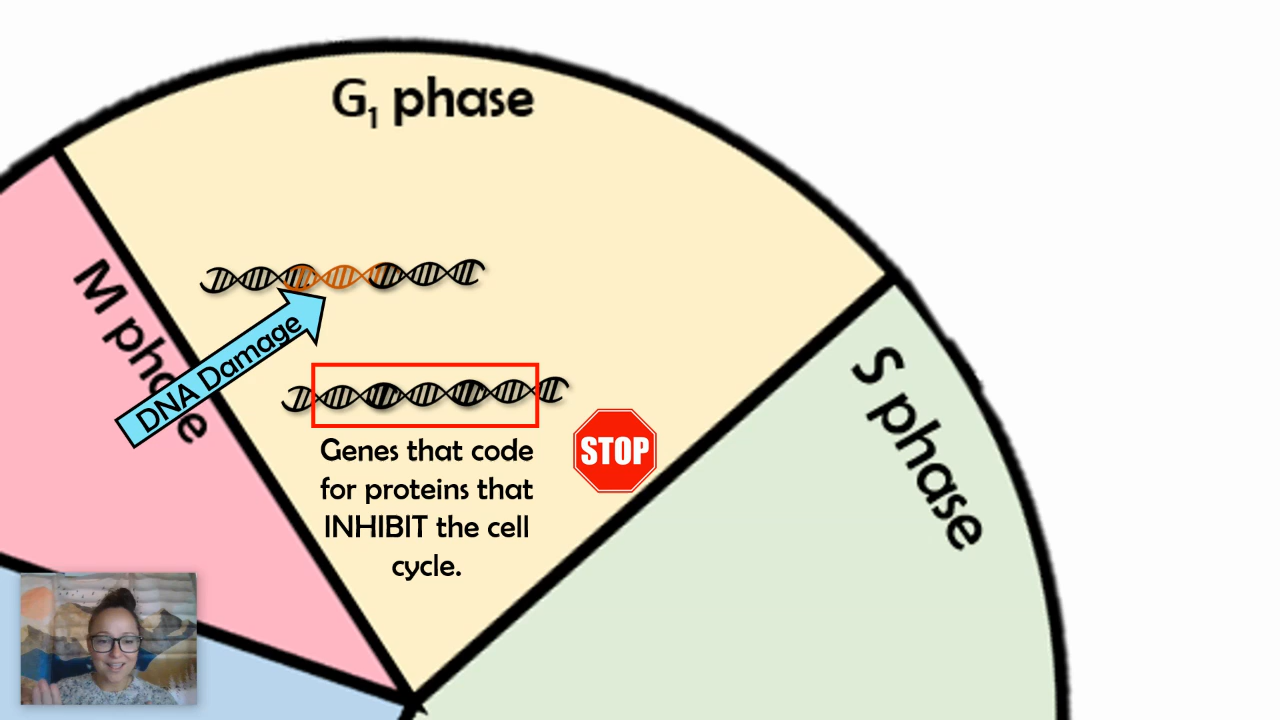 G₁ phase
M phase
DNA Damage
S phase
STOP
Genes that code
for proteins that
INHIBIT the cell
cycle.